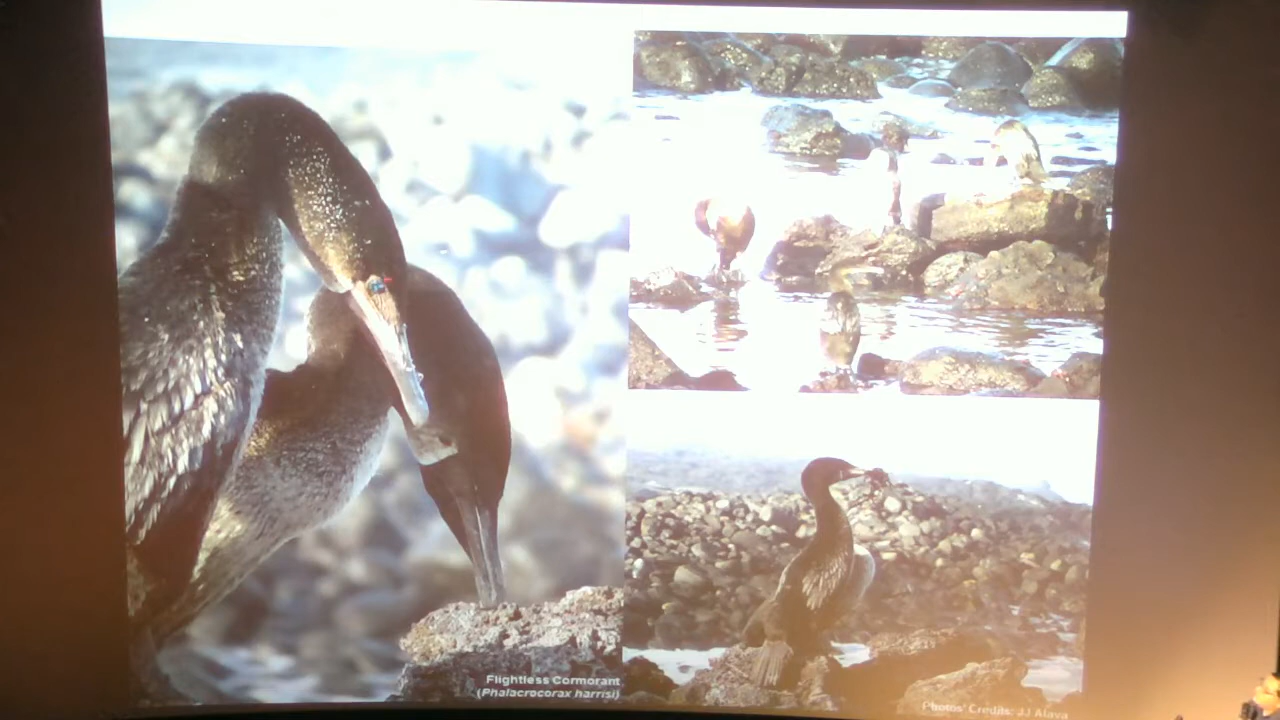 Flightless Cormorant
(Phalacrocorax harrisi)
Photos' Credits: JJ Alava